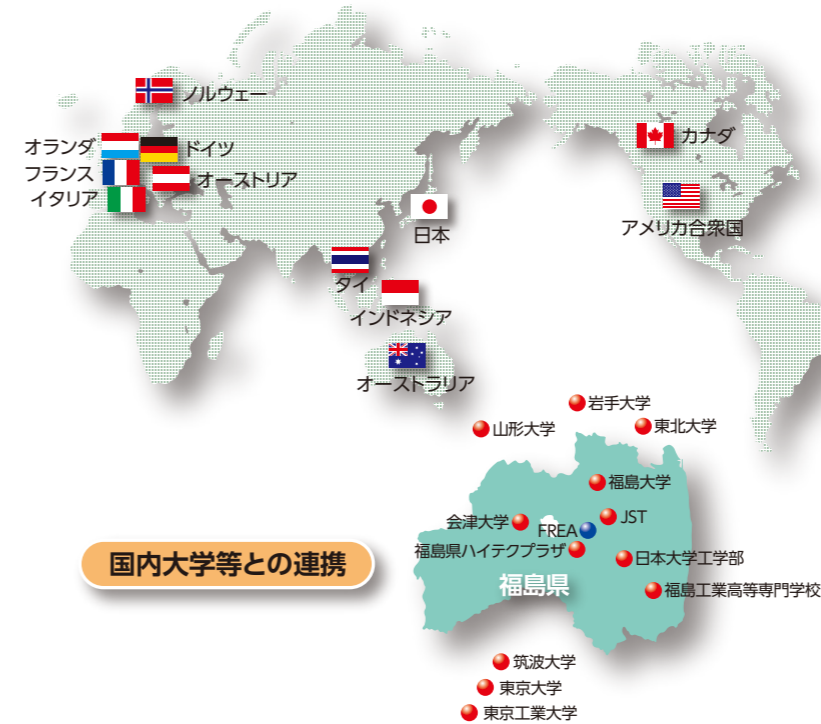 ノルウェー
オランダ
ドイツ
フランス
オーストリア
イタリア
カナダ
アメリカ合衆国
日本
タイ
インドネシア
オーストラリア
岩手大学
山形大学
東北大学
福島大学
会津大学
JST
FREA
福島県ハイテクプラザ
日本大学工学部
国内大学等との連携
福島県
福島工業高等専門学校
筑波大学
東京大学
東京工業大学